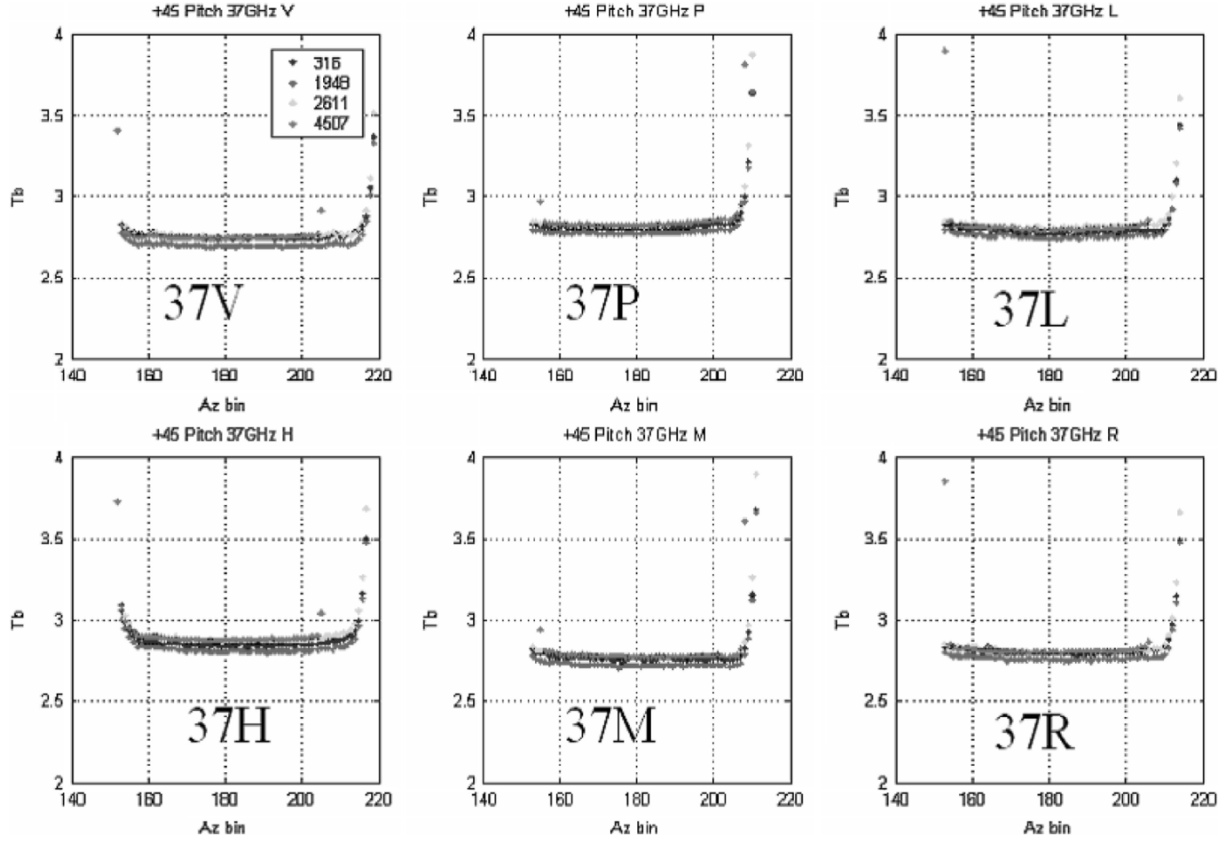 +45 Pitch 37GHz V
+45 Pitch 37GHz P
+45 Pitch 37GHz L
4
3.5
3
2.5
2
Tb
316
1948
2611
4507
37V
140 160 180 200 220
Az bin
4
3.5
3
2.5
2
Tb
37P
140 160 180 200 220
Az bin
4
3.5
3
2.5
2
Tb
37L
140 160 180 200 220
Az bin
+45 Pitch 37GHz H
+45 Pitch 37GHz M
+45 Pitch 37GHz R
4
3.5
3
2.5
2
Tb
37H
140 160 180 200 220
Az bin
4
3.5
3
2.5
2
Tb
37M
140 160 180 200 220
Az bin
4
3.5
3
2.5
2
Tb
37R
140 160 180 200 220
Az bin